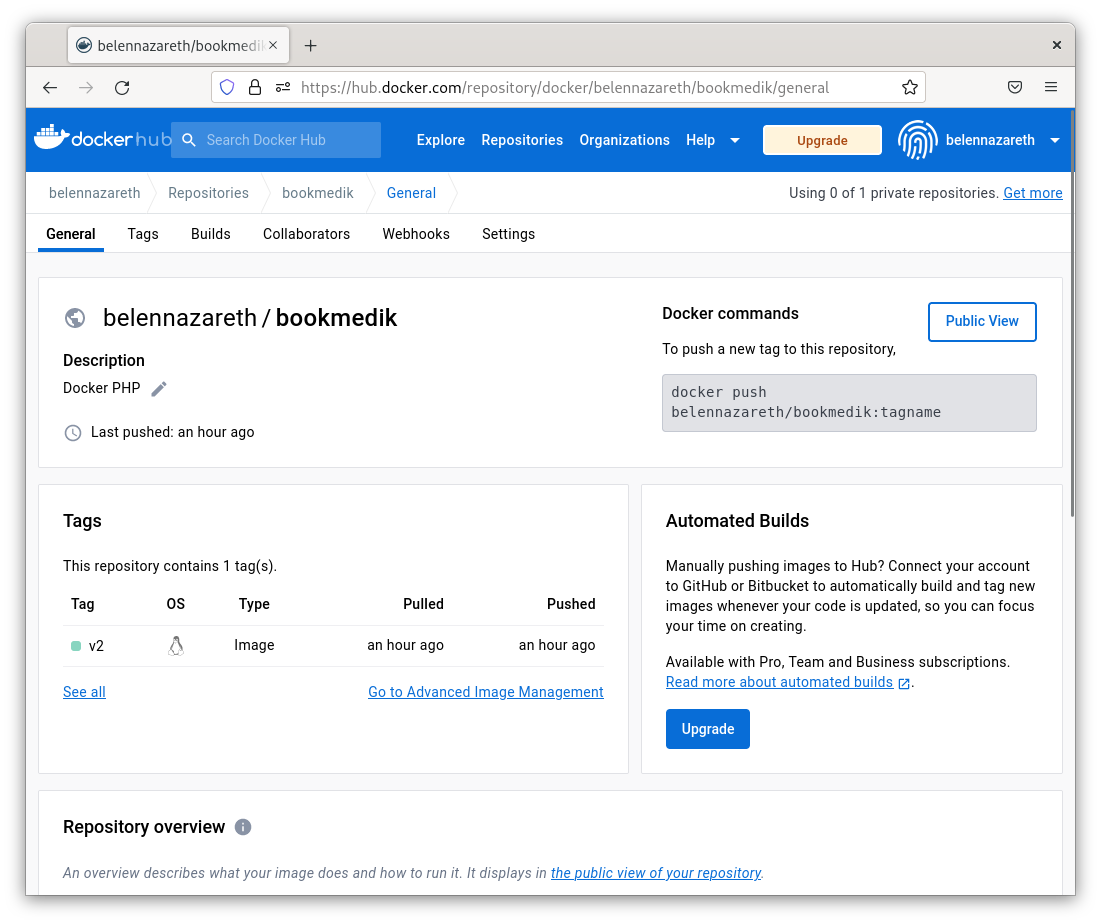 belennazareth/bookmedik
https://hub.docker.com/repository/docker/belennazareth/bookmedik/general
dockerhub
Search Docker Hub
Explore
Repositories
Organizations
Help
Upgrade
belennazareth
belennazareth
Repositories
bookmedik
General
Using 0 of 1 private repositories. Get more
General
Tags
Builds
Collaborators
Webhooks
Settings
belennazareth / bookmedik
Description
Docker PHP
Last pushed: an hour ago
Docker commands
Public View
To push a new tag to this repository,
docker push
belennazareth/bookmedik:tagname
Tags
This repository contains 1 tag(s).
Tag OS Type Pulled Pushed
v2 Image an hour ago an hour ago
See all
Go to Advanced Image Management
Automated Builds
Manually pushing images to Hub? Connect your account
to GitHub or Bitbucket to automatically build and tag new
images whenever your code is updated, so you can focus
your time on creating.
Available with Pro, Team and Business subscriptions.
Read more about automated builds .
Upgrade
Repository overview
An overview describes what your image does and how to run it. It displays in the public view of your repository.